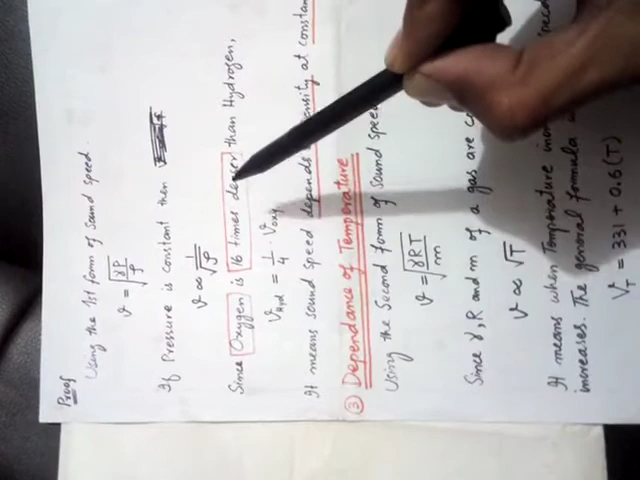 Proof
Using the 1st form of sound speed.
v = √(γP/ρ)
If Pressure is constant then
v ∝ 1/√ρ
Since Oxygen is 16 times denser than Hydrogen,
v_Hyd = 1/4 · v_oxy
It means sound speed depends density at constan
③ Dependance of Temperature
Using the Second form of sound speed
v = √(γRT/m)
Since γ, R and m of a gas are
v ∝ √T
It means when Temperature speed
increases. The general formula
V_T = 331 + 0.6(T)